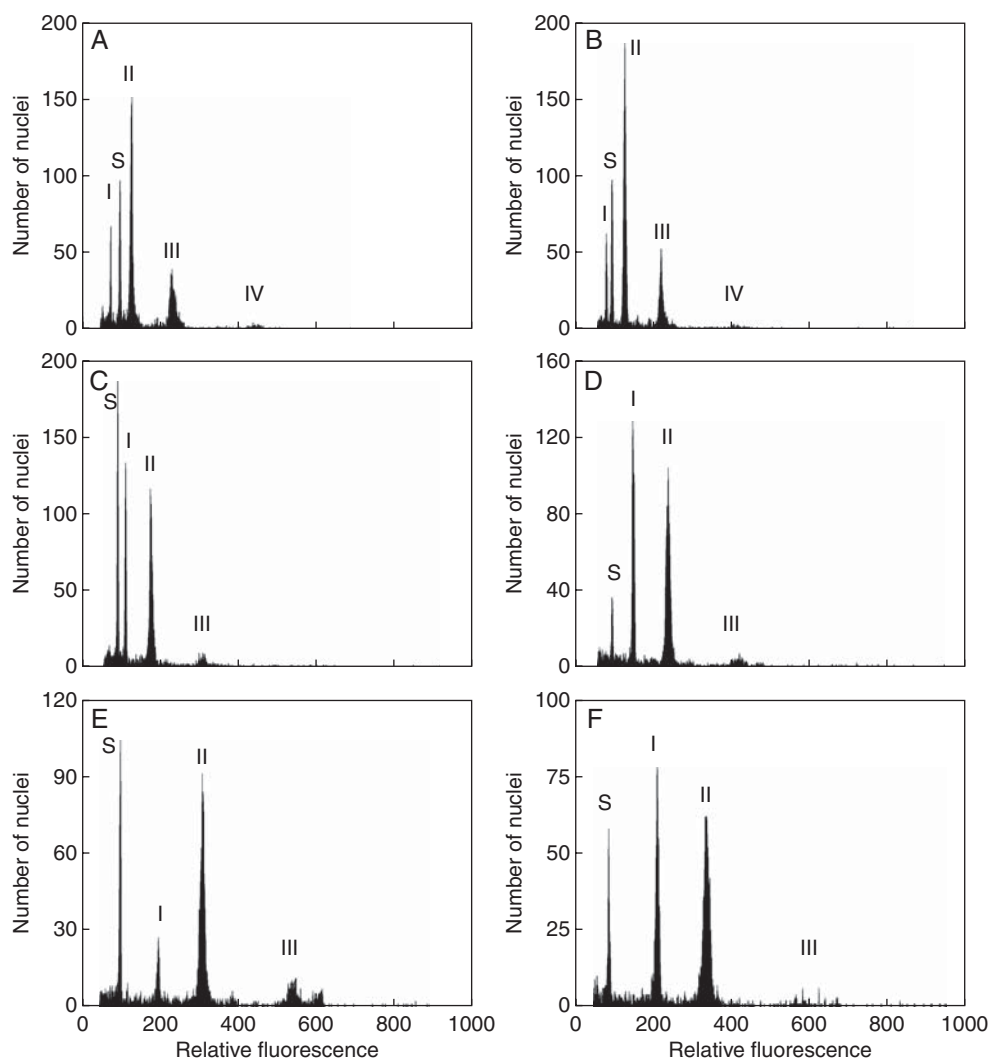 A
Number of nuclei
200
150
100
50
0
I
S
II
III
IV
B
Number of nuclei
200
150
100
50
0
I
S
II
III
IV
C
Number of nuclei
200
150
100
50
0
S
I
II
III
D
Number of nuclei
160
120
80
40
0
S
I
II
III
E
Number of nuclei
120
90
60
30
0
S
I
II
III
0 200 400 600 800 1000
Relative fluorescence
F
Number of nuclei
100
75
50
25
0
S
I
II
III
0 200 400 600 800 1000
Relative fluorescence